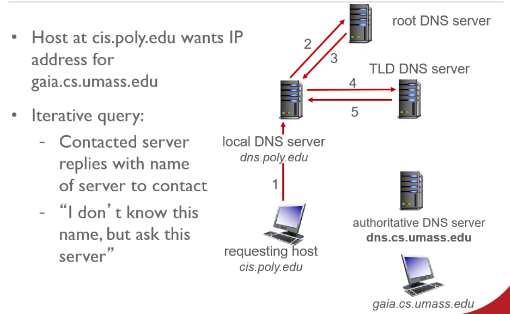 • Host at cis.poly.edu wants IP
address for
gaia.cs.umass.edu
• Iterative query:
- Contacted server
replies with name
of server to contact
- “I don’ t know this
name, but ask this
server”
root DNS server
2
3
TLD DNS server
4
5
local DNS server
dns.poly.edu
1
requesting host
cis.poly.edu
authoritative DNS server
dns.cs.umass.edu
gaia.cs.umass.edu